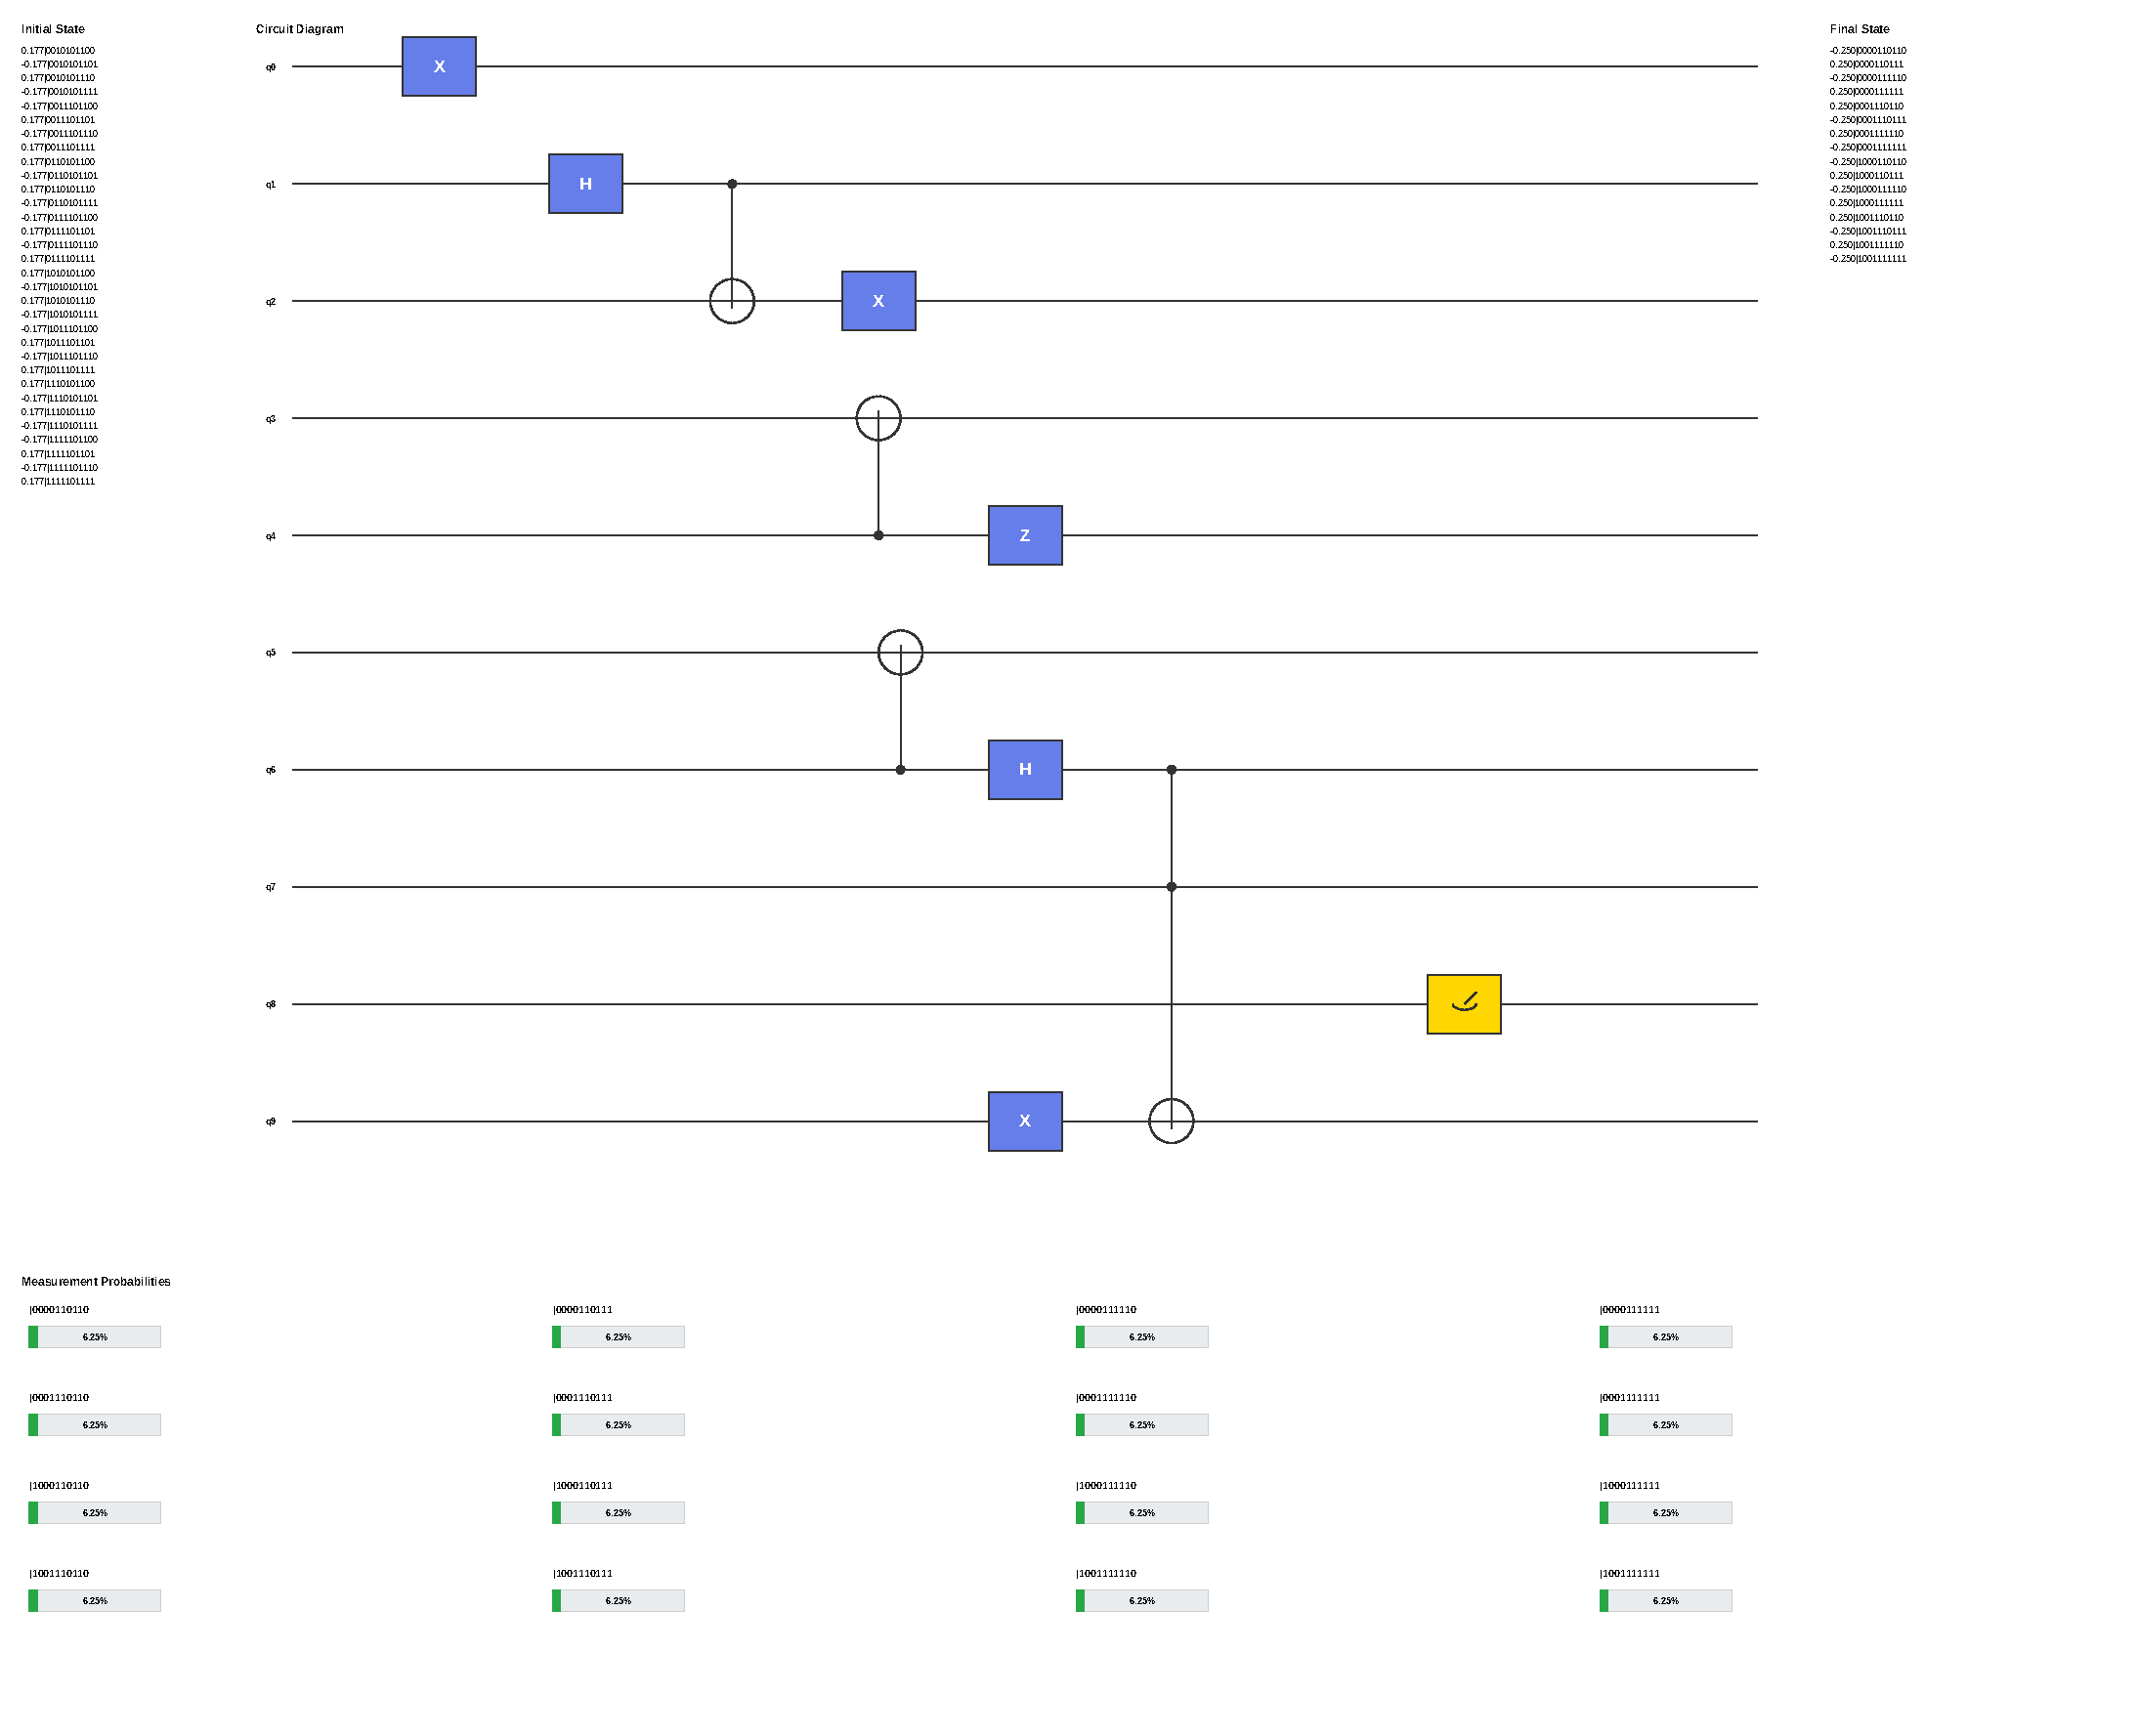 Initial State
0.177|0010101100
-0.177|0010101101
0.177|0010101110
-0.177|0010101111
-0.177|0011101100
0.177|0011101101
-0.177|0011101110
0.177|0011101111
0.177|0110101100
-0.177|0110101101
0.177|0110101110
-0.177|0110101111
-0.177|0111101100
0.177|0111101101
-0.177|0111101110
0.177|0111101111
0.177|1010101100
-0.177|1010101101
0.177|1010101110
-0.177|1010101111
-0.177|1011101100
0.177|1011101101
-0.177|1011101110
0.177|1011101111
0.177|1110101100
-0.177|1110101101
0.177|1110101110
-0.177|1110101111
-0.177|1111101100
0.177|1111101101
-0.177|1111101110
0.177|1111101111
Circuit Diagram
q0 X
q1 H
q2 X
q3
q4 Z
q5
q6 H
q7
q8
q9 X
Final State
-0.250|0000110110
0.250|0000110111
-0.250|0000111110
0.250|0000111111
0.250|0001110110
-0.250|0001110111
0.250|0001111110
-0.250|0001111111
-0.250|1000110110
0.250|1000110111
-0.250|1000111110
0.250|1000111111
0.250|1001110110
-0.250|1001110111
0.250|1001111110
-0.250|1001111111
Measurement Probabilities
|0000110110 |0000110111 |0000111110 |0000111111
6.25% 6.25% 6.25% 6.25%
|0001110110 |0001110111 |0001111110 |0001111111
6.25% 6.25% 6.25% 6.25%
|1000110110 |1000110111 |1000111110 |1000111111
6.25% 6.25% 6.25% 6.25%
|1001110110 |1001110111 |1001111110 |1001111111
6.25% 6.25% 6.25% 6.25%